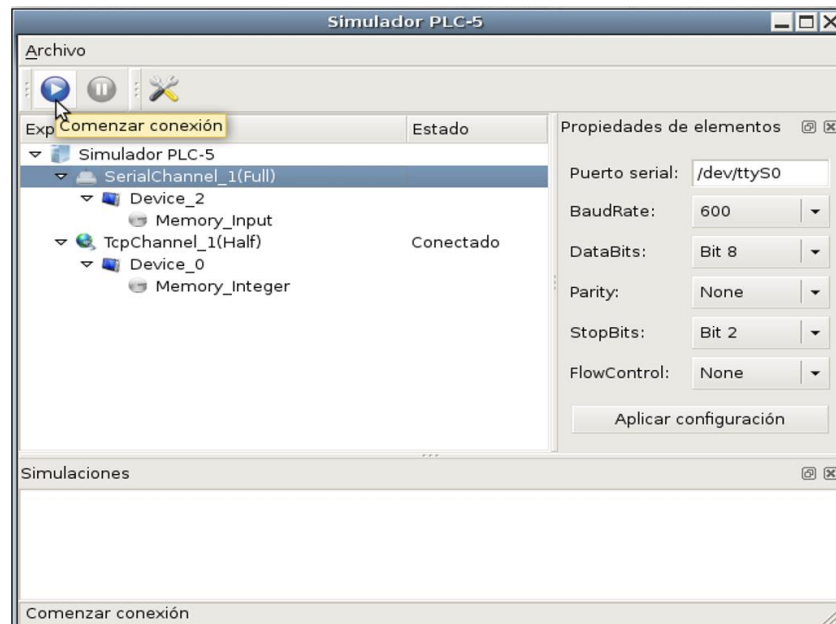 Simulador PLC-5
Archivo
Comenzar conexión
Exp
Estado
Simulador PLC-5
SerialChannel_1(Full)
Device_2
Memory_Input
TcpChannel_1(Half) Conectado
Device_0
Memory_Integer
Propiedades de elementos
Puerto serial: /dev/ttyS0
BaudRate: 600
DataBits: Bit 8
Parity: None
StopBits: Bit 2
FlowControl: None
Aplicar configuración
Simulaciones
Comenzar conexión